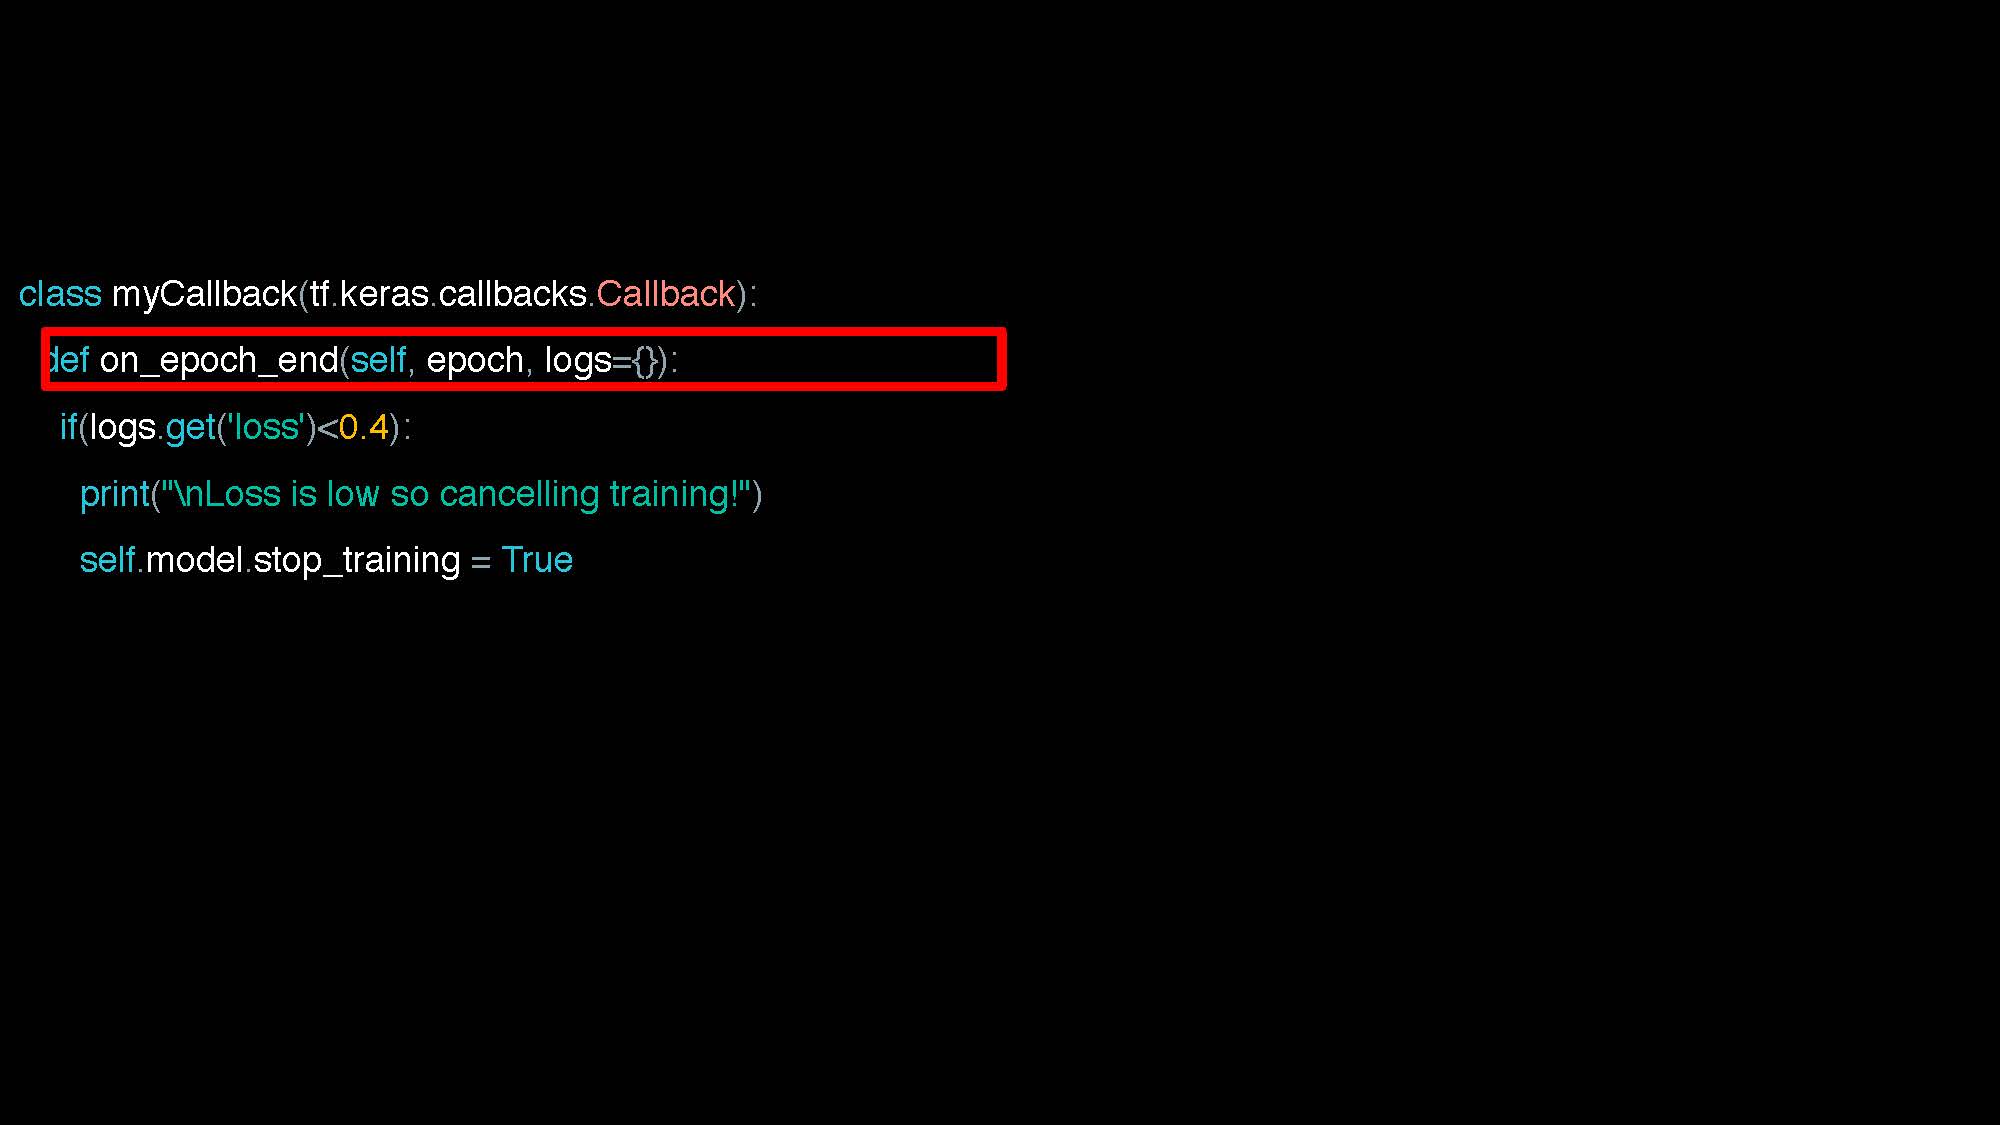 class myCallback(tf.keras.callbacks.Callback):
def on_epoch_end(self, epoch, logs={}):
if(logs.get('loss')<0.4):
print("\nLoss is low so cancelling training!")
self.model.stop_training = True